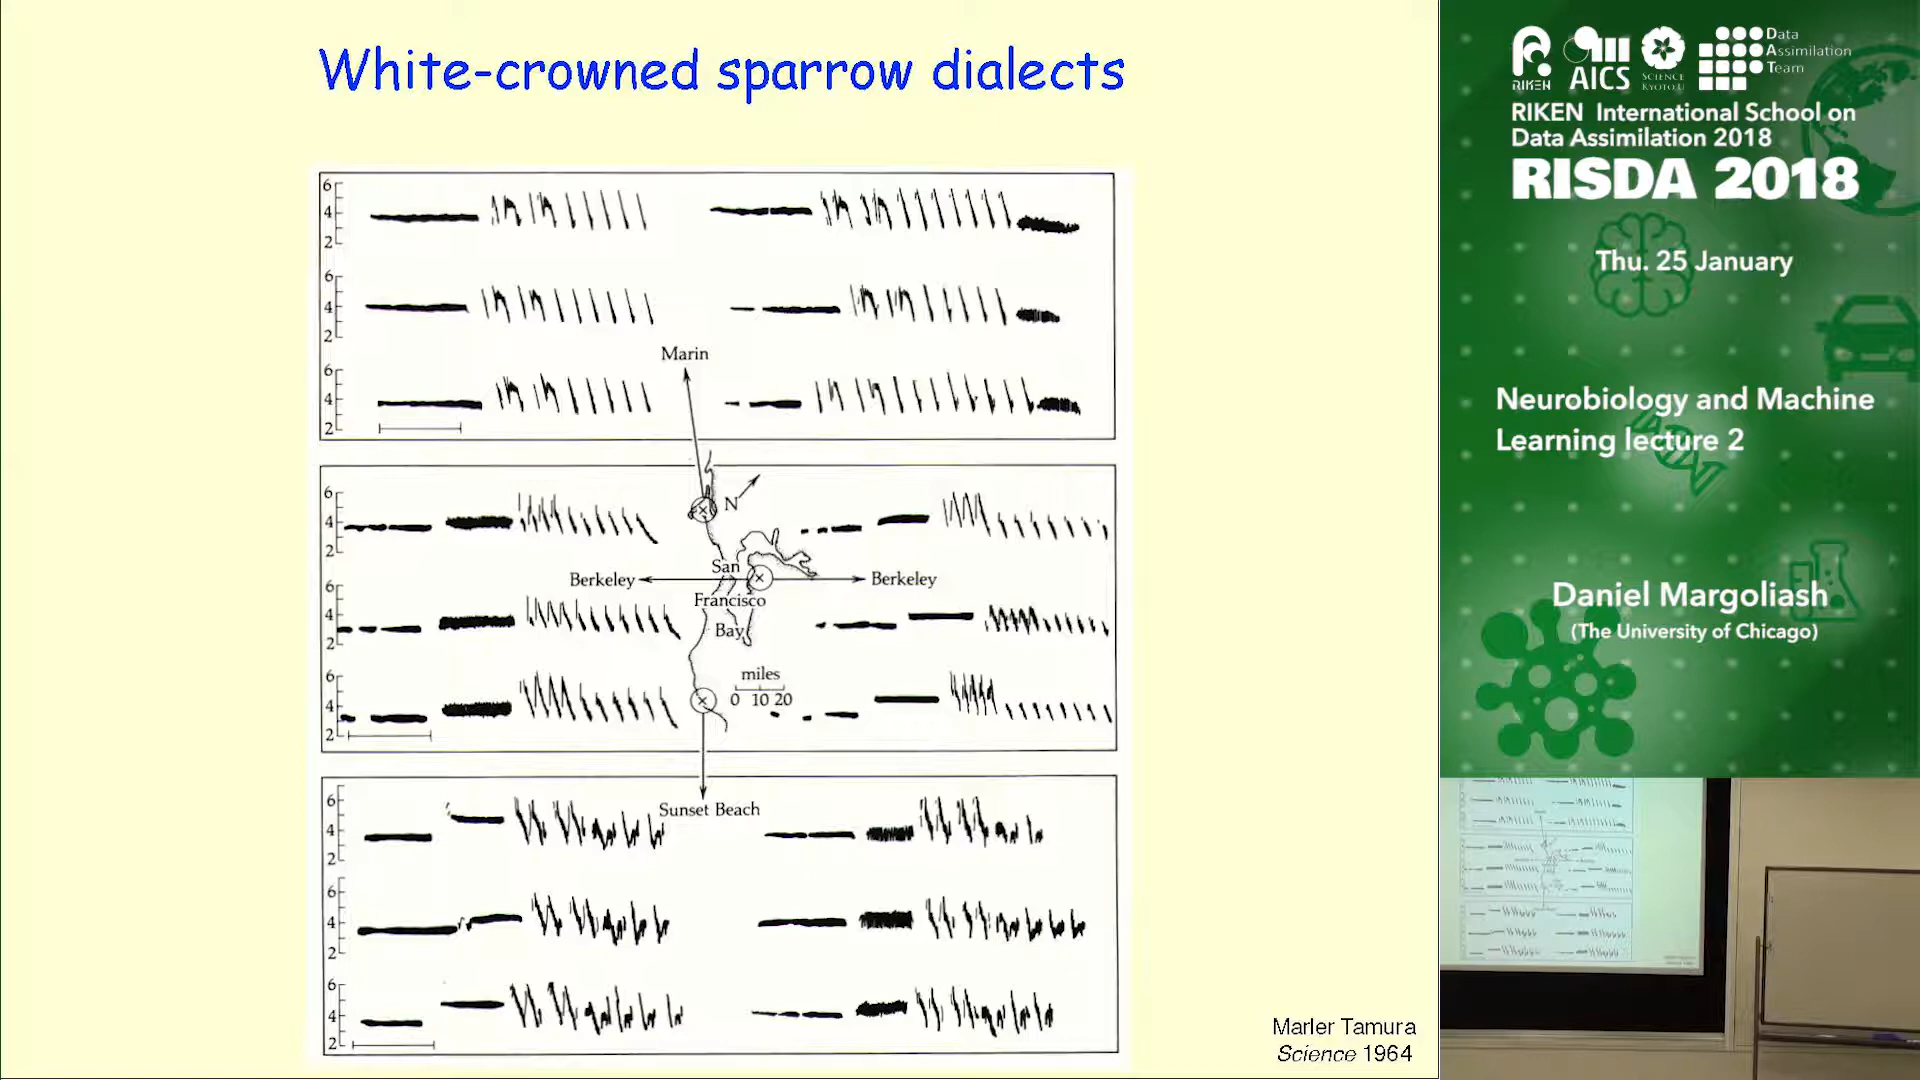 White-crowned sparrow dialects
6
4
2
6
4
2
6
4
2
Marin
6
4
2
6
4
2
6
4
2
N
San
Francisco
Bay
Berkeley
Berkeley
miles
0 10 20
Sunset Beach
6
4
2
6
4
2
6
4
2
Marler Tamura
Science 1964
RIKEN
AICS
SCIENCE
KYOTO U
Data
Assimilation
Team
RIKEN International School on
Data Assimilation 2018
RISDA 2018
Thu. 25 January
Neurobiology and Machine
Learning lecture 2
Daniel Margoliash
(The University of Chicago)